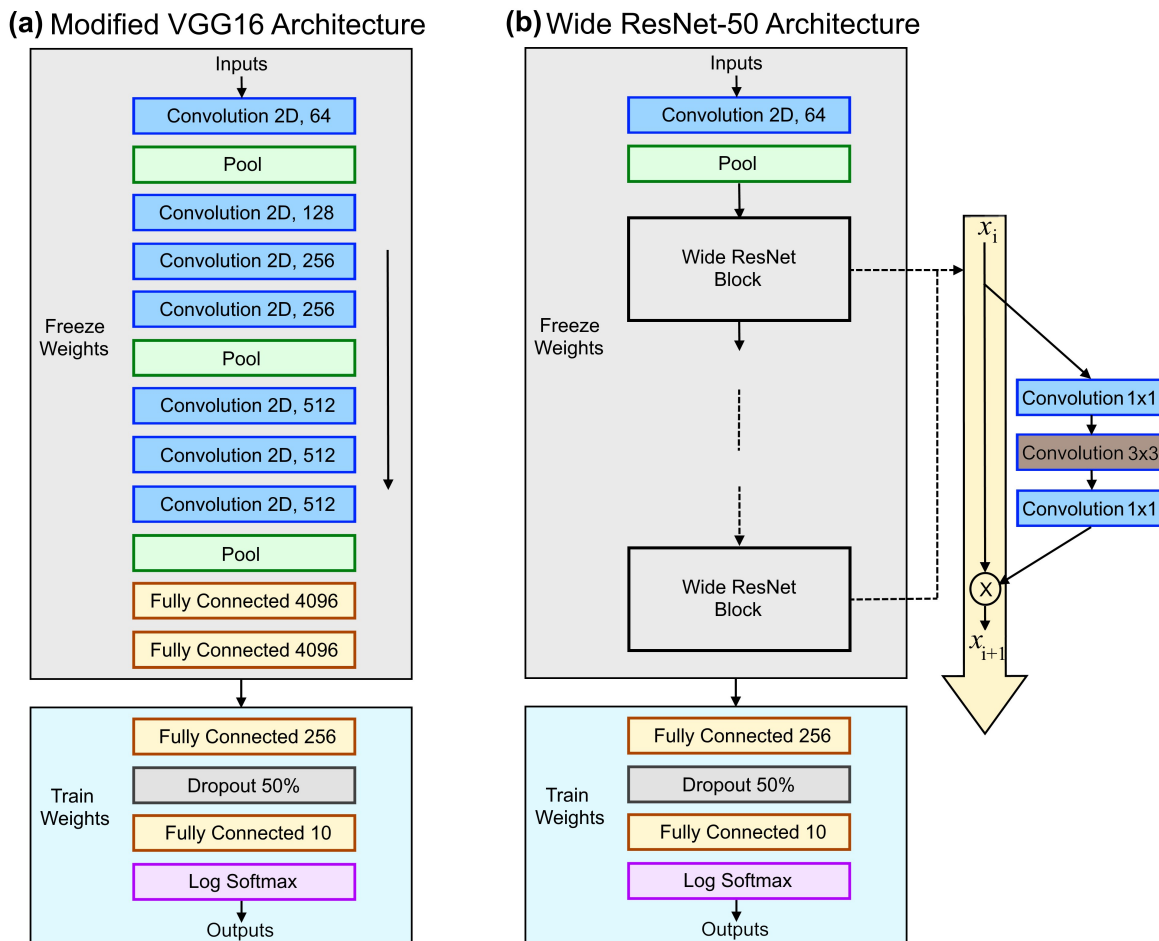 (a) Modified VGG16 Architecture
Inputs
Convolution 2D, 64
Pool
Convolution 2D, 128
Convolution 2D, 256
Convolution 2D, 256
Freeze
Weights
Pool
Convolution 2D, 512
Convolution 2D, 512
Convolution 2D, 512
Pool
Fully Connected 4096
Fully Connected 4096
Fully Connected 256
Dropout 50%
Train
Weights
Fully Connected 10
Log Softmax
Outputs
(b) Wide ResNet-50 Architecture
Inputs
Convolution 2D, 64
Pool
Wide ResNet
Block
Freeze
Weights
Wide ResNet
Block
xi
Convolution 1x1
Convolution 3x3
Convolution 1x1
X
xi+1
Fully Connected 256
Dropout 50%
Train
Weights
Fully Connected 10
Log Softmax
Outputs